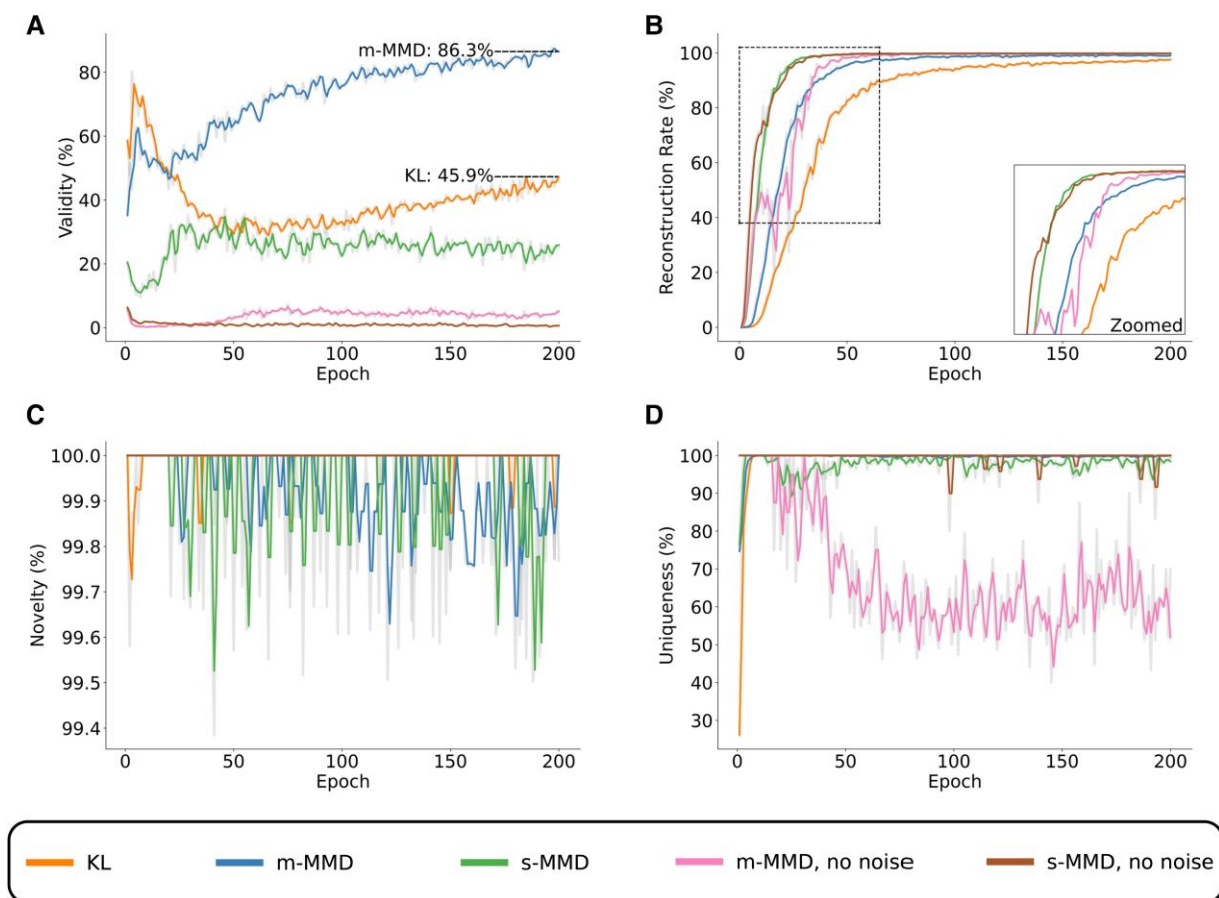 A
Validity (%)
80
60
40
20
0
m-MMD: 86.3%
KL: 45.9%
0 50 100 150 200
Epoch
B
Reconstruction Rate (%)
100
80
60
40
20
0
Zoomed
0 50 100 150 200
Epoch
C
Novelty (%)
100.0
99.9
99.8
99.7
99.6
99.5
99.4
0 50 100 150 200
Epoch
D
Uniqueness (%)
100
90
80
70
60
50
40
30
0 50 100 150 200
Epoch
KL m-MMD s-MMD m-MMD, no noise s-MMD, no noise